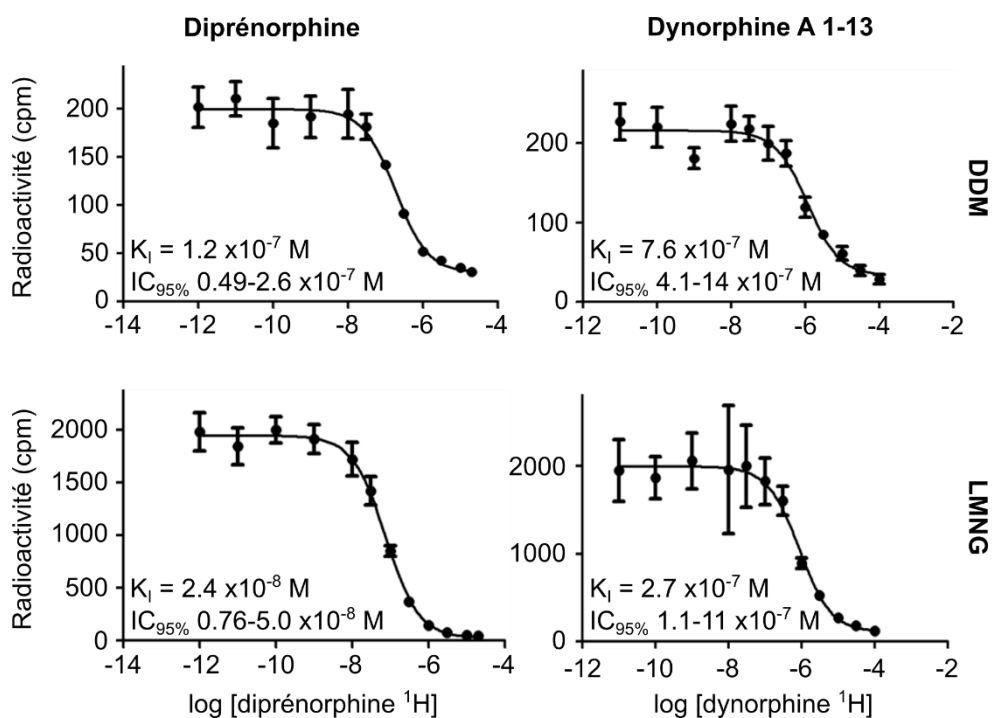 Diprénorphine
Dynorphine A 1-13
Radioactivité (cpm)
200
150
100
50
0
K_I = 1.2 x10⁻⁷ M
IC₉₅% 0.49-2.6 x10⁻⁷ M
-14 -12 -10 -8 -6 -4
200
100
0
K_I = 7.6 x10⁻⁷ M
IC₉₅% 4.1-14 x10⁻⁷ M
-12 -10 -8 -6 -4 -2
DDM
Radioactivité (cpm)
2000
1500
1000
500
0
K_I = 2.4 x10⁻⁸ M
IC₉₅% 0.76-5.0 x10⁻⁸ M
-14 -12 -10 -8 -6 -4
log [diprénorphine ¹H]
2000
1000
0
K_I = 2.7 x10⁻⁷ M
IC₉₅% 1.1-11 x10⁻⁷ M
-12 -10 -8 -6 -4 -2
log [dynorphine ¹H]
LMNG